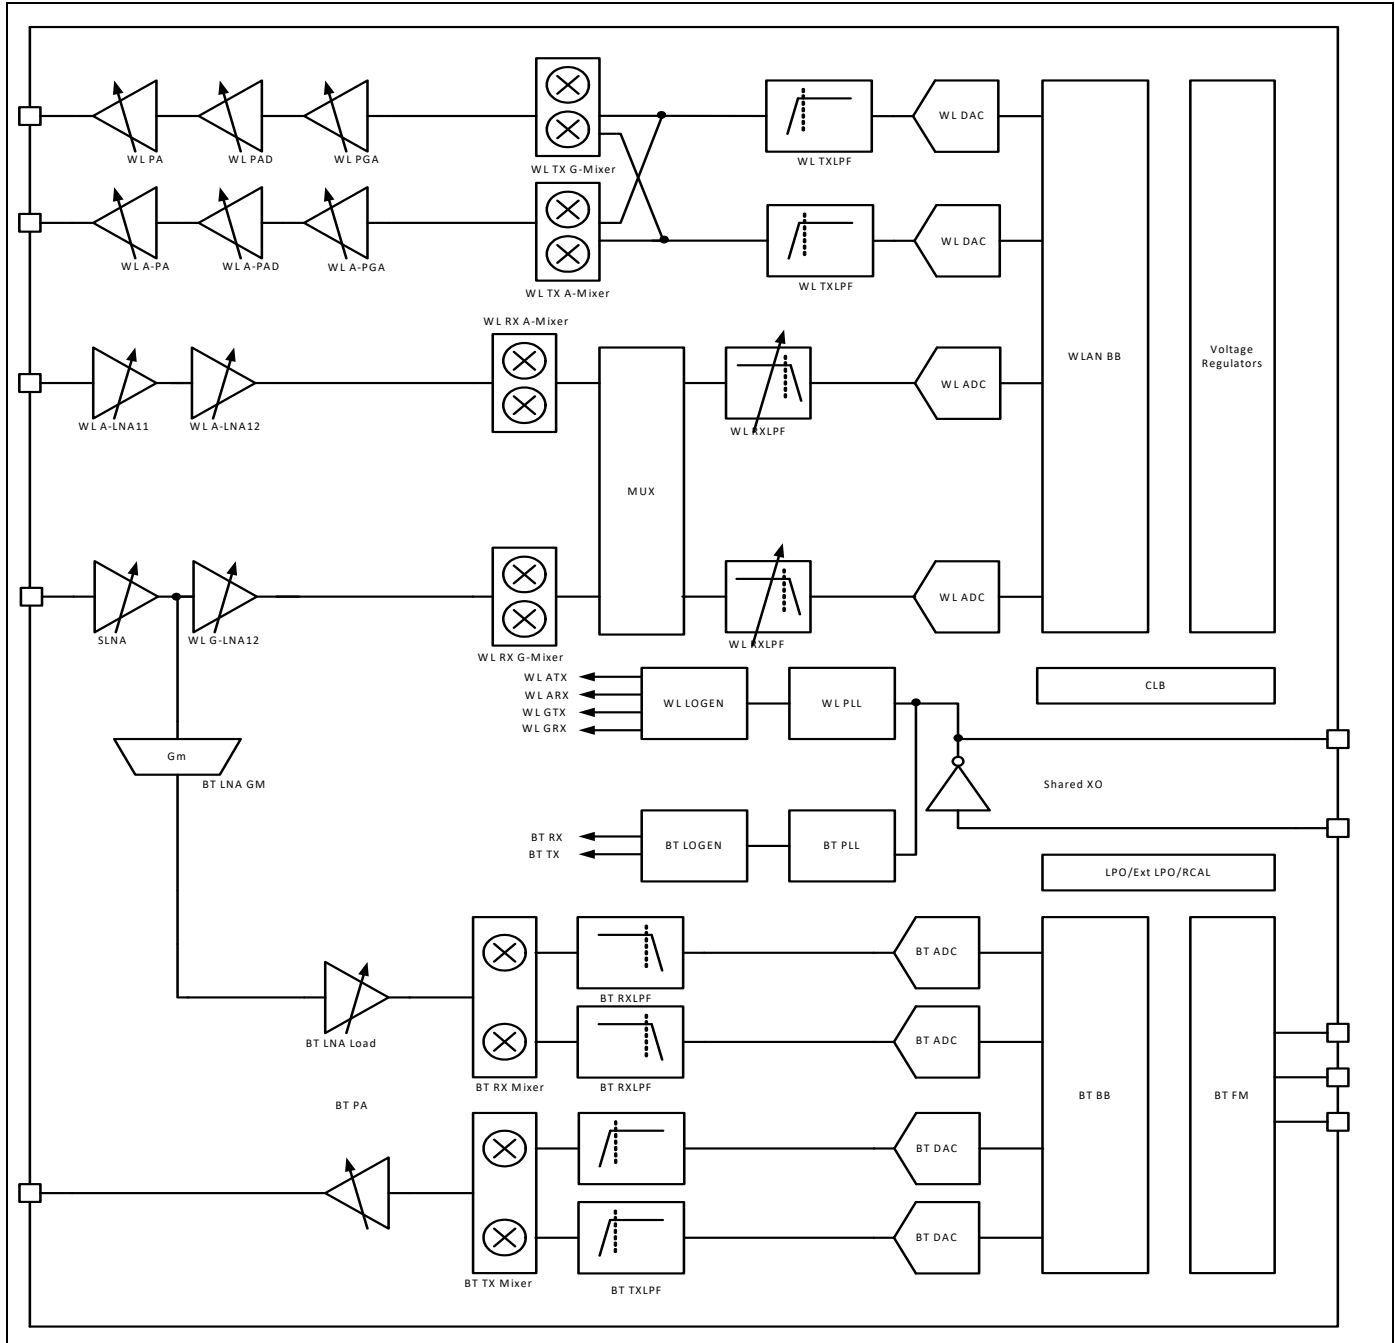 WL DAC
WL PA
WL PAD
WL PGA
WL TX G-Mixer
WL TXLPF
WL DAC
WL A-PA
WL A-PAD
WL A-PGA
WL TX A-Mixer
WL TXLPF
WL RX A-Mixer
WLAN BB
Voltage
Regulators
WL ADC
WL A-LNA11
WL A-LNA12
WL RXLPF
MUX
WL ADC
SLNA
WL G-LNA12
WL RXLPF
WL RX G-Mixer
WL ATX
WL ARX
WL GTX
WL GRX
WL LOGEN
WL PLL
CLB
Gm
BT LNA GM
Shared XO
BT RX
BT TX
BT LOGEN
BT PLL
LPO/Ext LPO/RCAL
BT ADC
BT RXLPF
BT LNA Load
BT ADC
BT RX Mixer
BT RXLPF
BT PA
BT BB
BT FM
BT DAC
BT DAC
BT TX Mixer
BT TXLPF